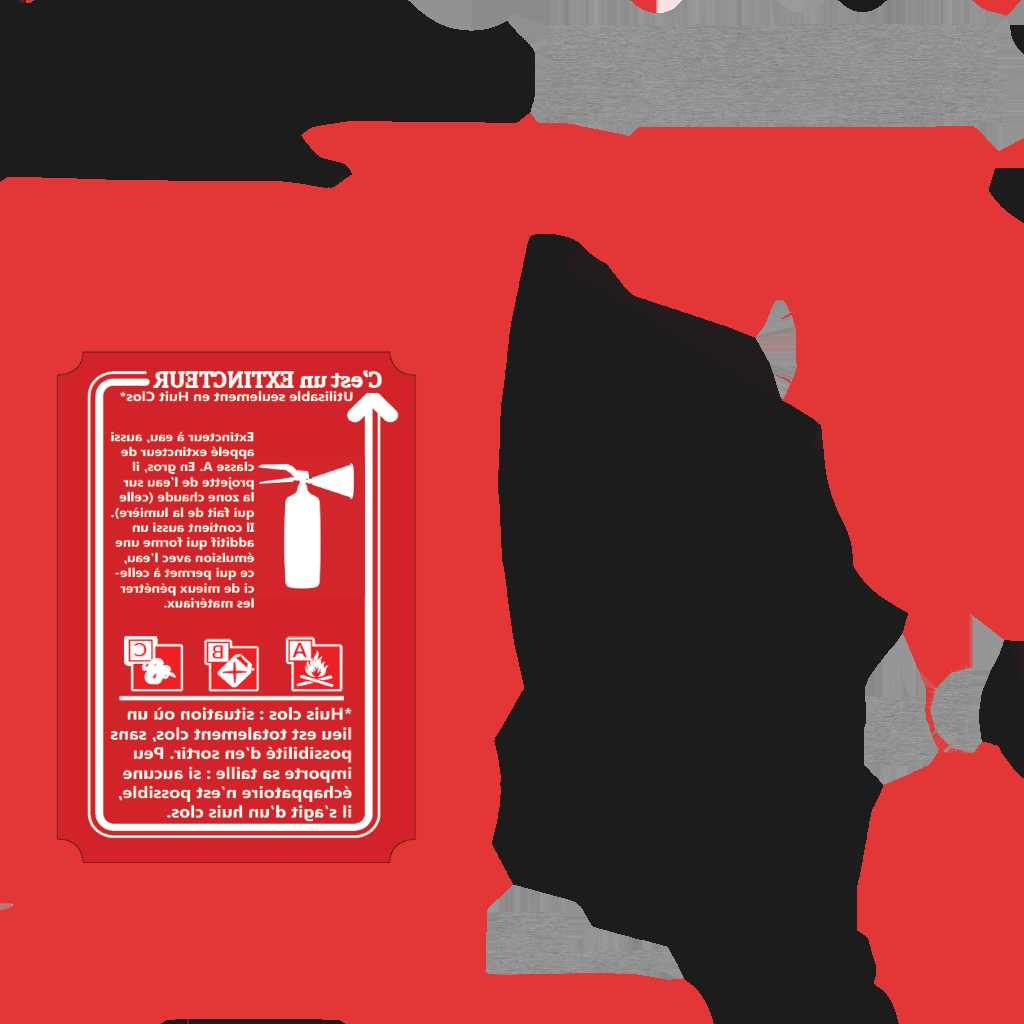 C'est un EXTINCTEUR
Utilisable seulement en Huit Clos*
Extincteur à eau, aussi
appelé extincteur de
classe A. En gros, il
projette de l'eau sur
la zone chaude (celle
qui fait de la lumière).
Il contient aussi un
additif qui forme une
émulsion avec l'eau,
ce qui permet à celle-
ci de mieux pénétrer
les matériaux.
A
B
C
*Huis clos : situation où un
lieu est totalement clos, sans
possibilité d'en sortir. Peu
importe sa taille : si aucune
échappatoire n'est possible,
il s'agit d'un huis clos.